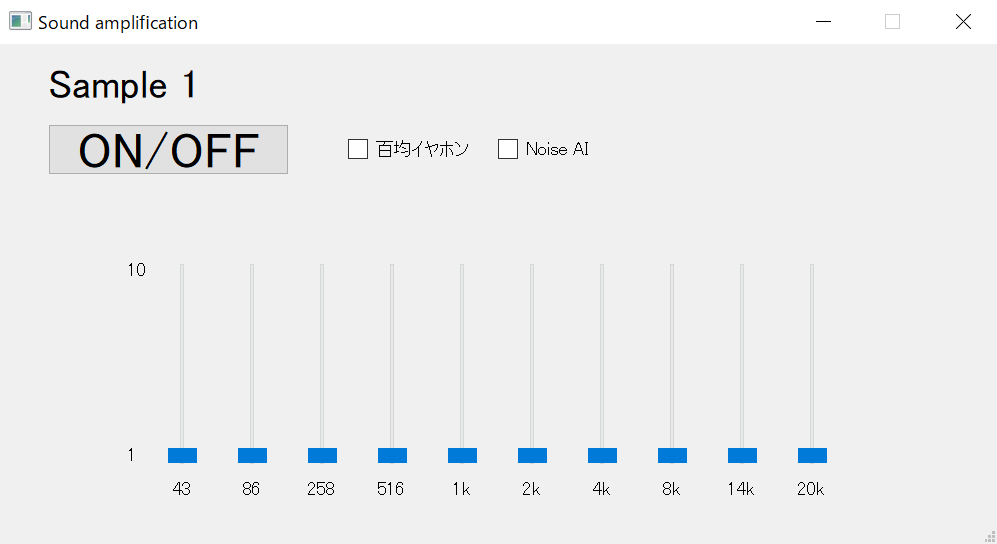 Sound amplification
Sample 1
ON/OFF
百均イヤホン
Noise AI
10
1
43 86 258 516 1k 2k 4k 8k 14k 20k